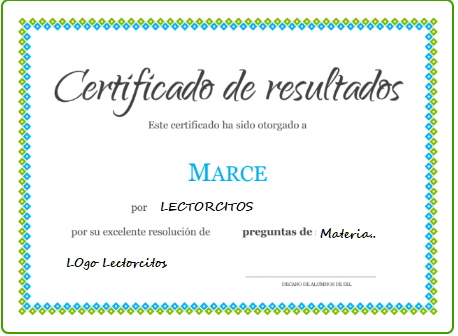 Certificado de resultados
Este certificado ha sido otorgado a
MARCE
por LECTORCITOS
por su excelente resolución de preguntas de Materia..
LOgo Lectorcitos
DECANO DE ALUMNOS DE DIL